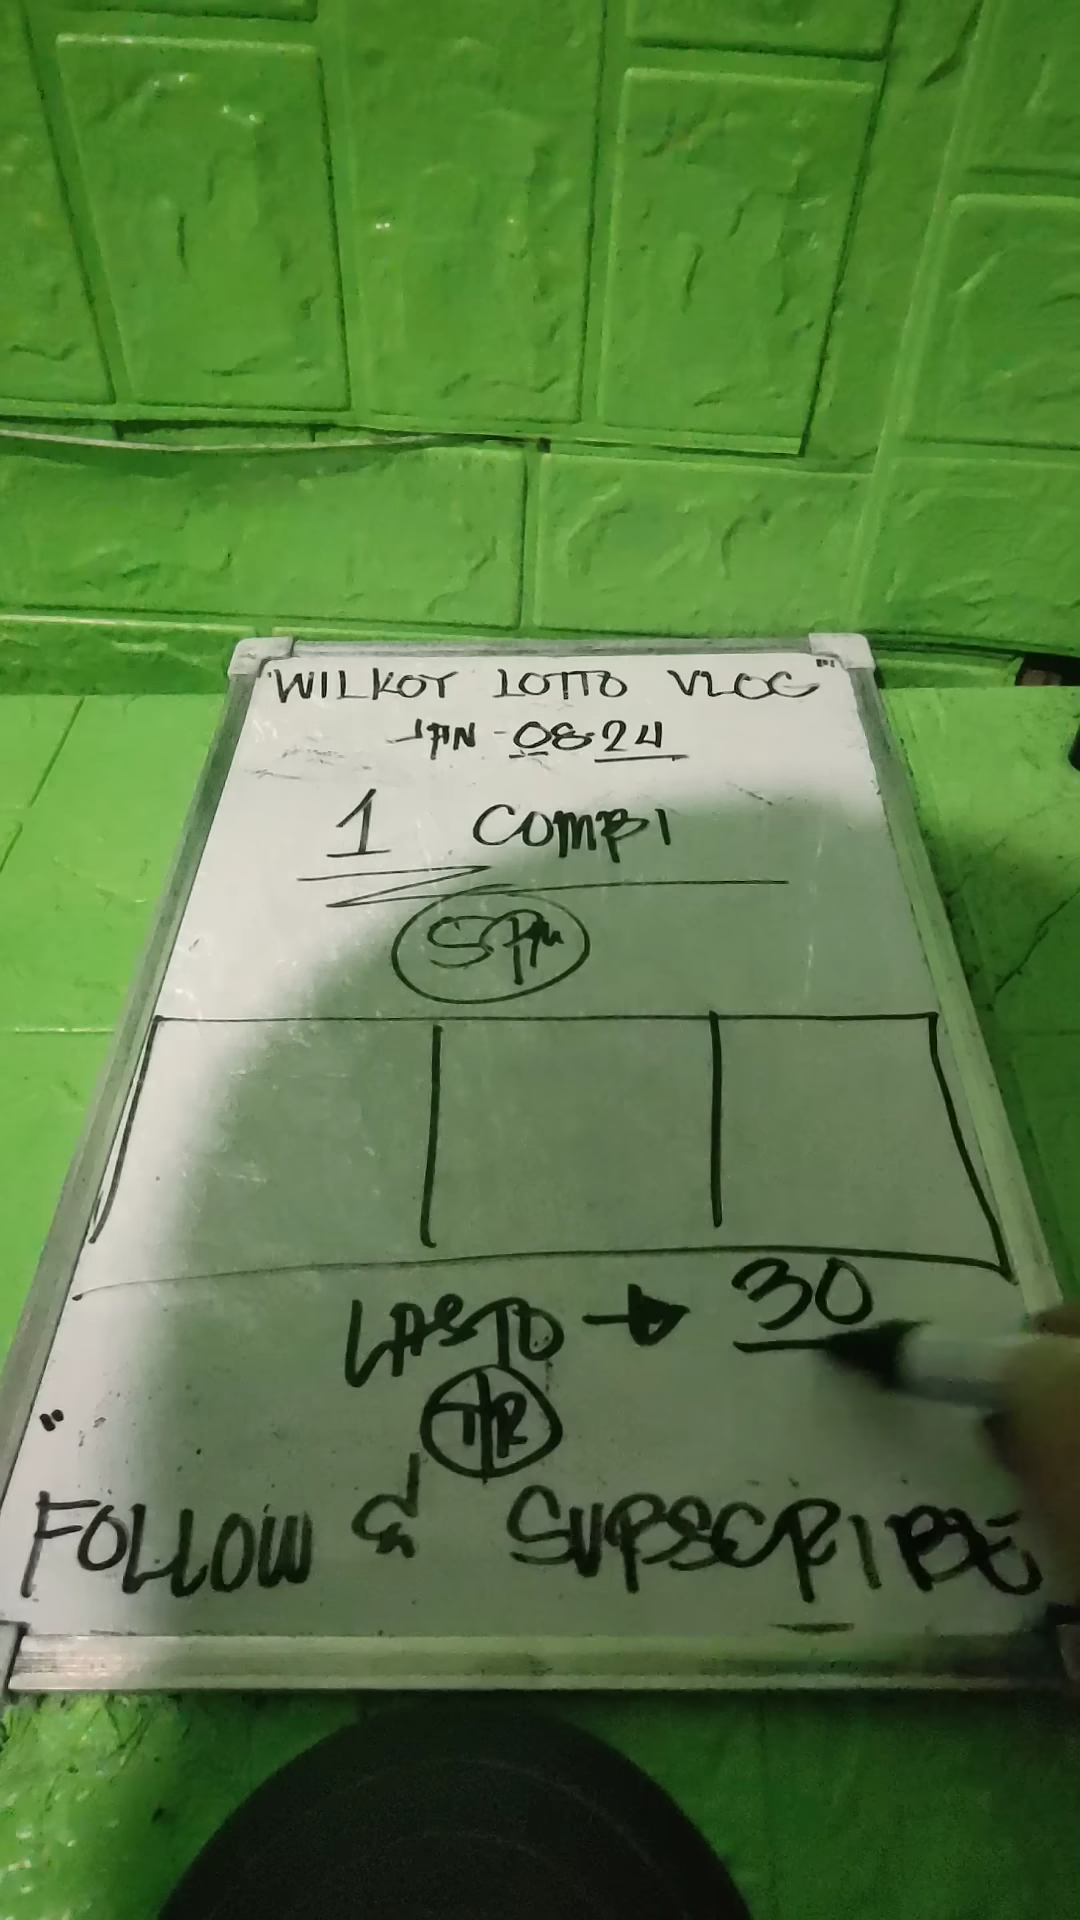 "WILKOY LOTTO VLOG"
JAN-08-24
1 COMBI
5PM
LASTO → 30
T/R
"
FOLLOW & SUBSCRIBE